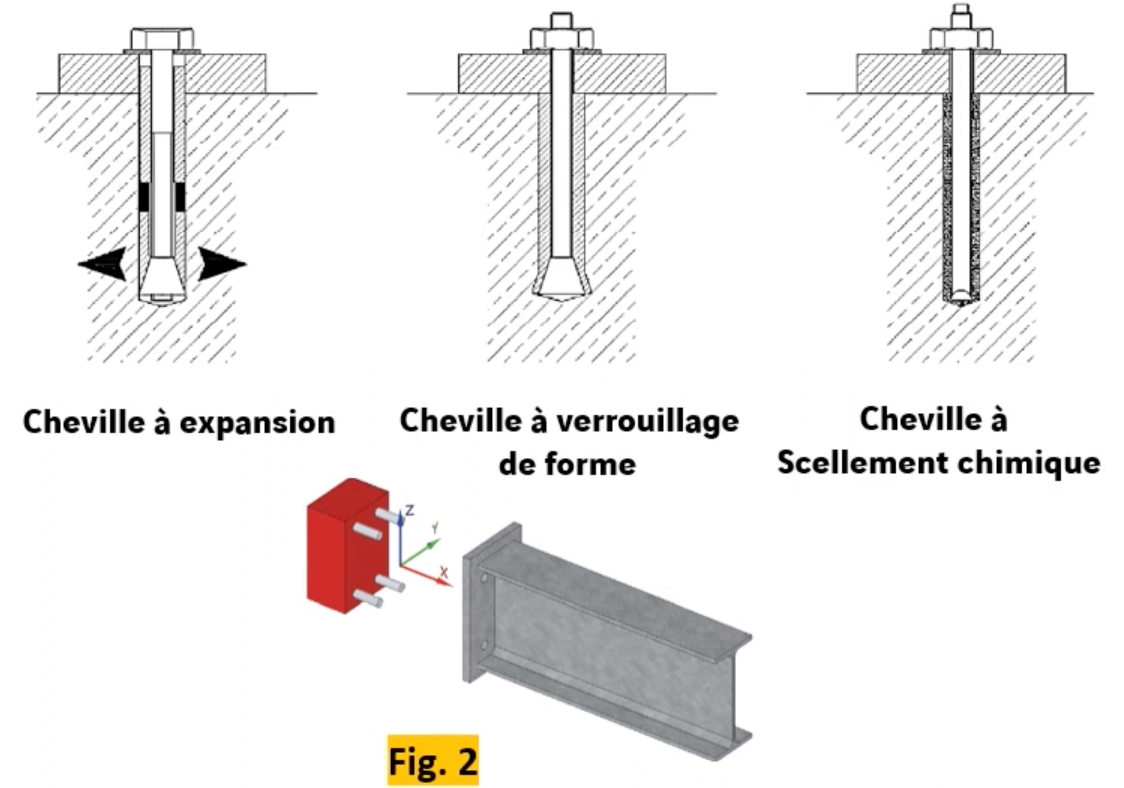 Cheville à expansion
Cheville à verrouillage
de forme
Cheville à
Scellement chimique
Z
Y
X
Fig. 2